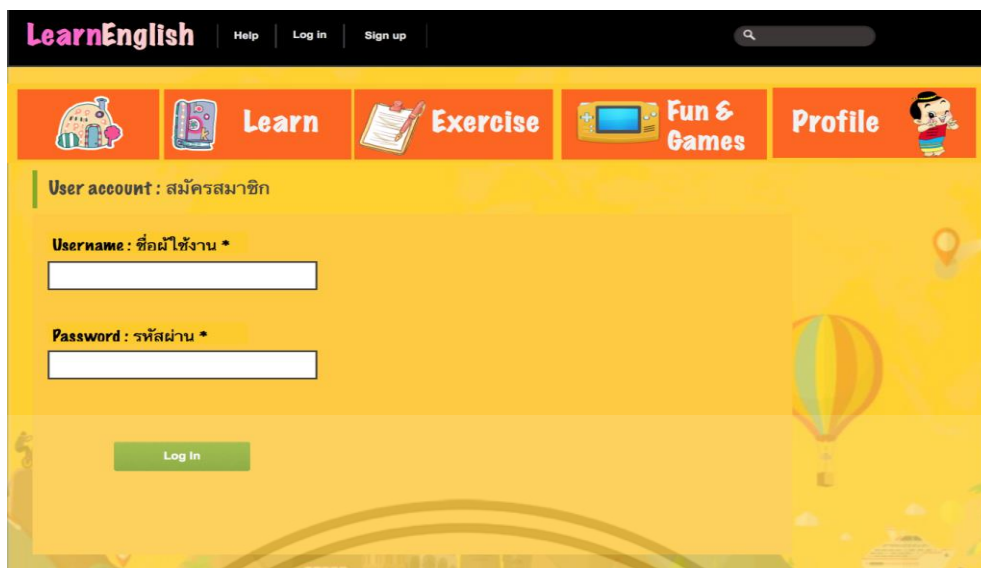 LearnEnglish Help Log in Sign up
Learn Exercise Fun & Games Profile
User account : สมัครสมาชิก
Username : ชื่อผู้ใช้งาน *
Password : รหัสผ่าน *
Log In